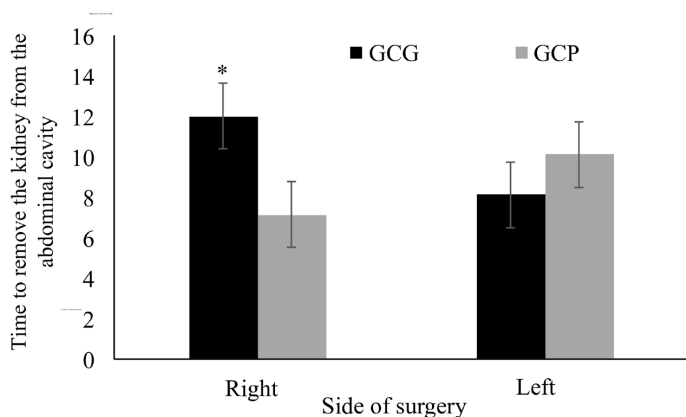 Time to remove the kidney from the
abdominal cavity
16
14
12
10
8
6
4
2
0
GCG
GCP
*
Right
Left
Side of surgery